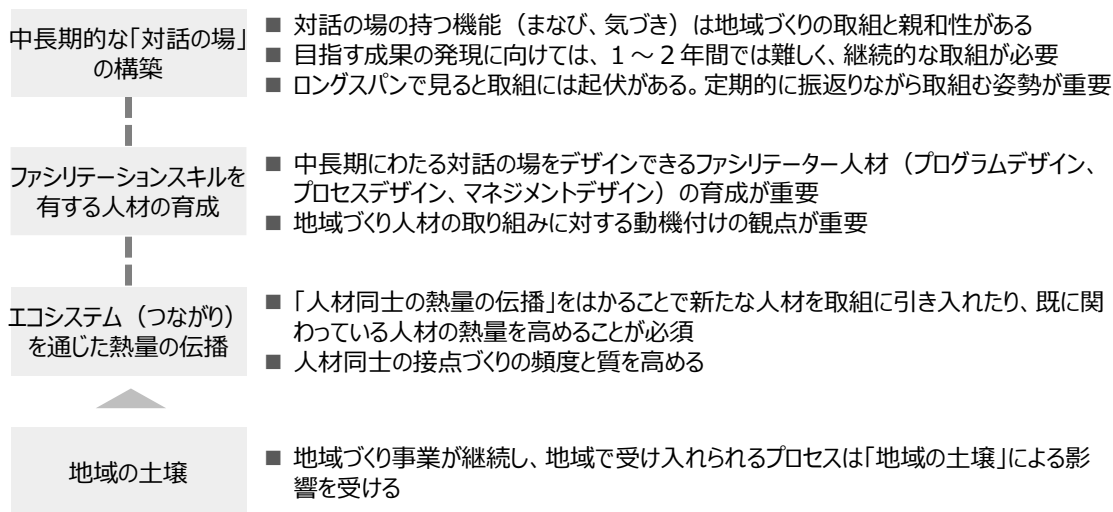 中長期的な「対話の場」
の構築
■ 対話の場の持つ機能（まなび、気づき）は地域づくりの取組と親和性がある
■ 目指す成果の発現に向けては、１～２年間では難しく、継続的な取組が必要
■ ロングスパンで見ると取組には起伏がある。定期的に振返りながら取組む姿勢が重要
ファシリテーションスキルを
有する人材の育成
■ 中長期にわたる対話の場をデザインできるファシリテーター人材（プログラムデザイン、
プロセスデザイン、マネジメントデザイン）の育成が重要
■ 地域づくり人材の取り組みに対する動機付けの観点が重要
エコシステム（つながり）
を通じた熱量の伝播
■ 「人材同士の熱量の伝播」をはかることで新たな人材を取組に引き入れたり、既に関
わっている人材の熱量を高めることが必須
■ 人材同士の接点づくりの頻度と質を高める
地域の土壌
■ 地域づくり事業が継続し、地域で受け入れられるプロセスは「地域の土壌」による影
響を受ける